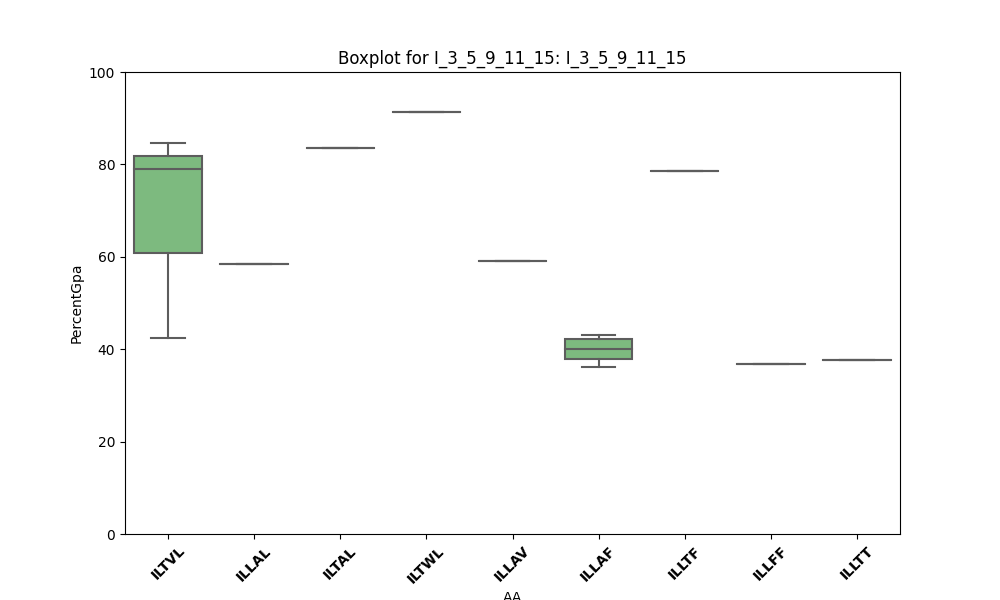 Boxplot for I_3_5_9_11_15: I_3_5_9_11_15
100
80
60
40
20
0
PercentGpa
ILTVL
ILLAL
ILTAL
ILTWL
ILLAV
ILLAF
ILLTF
ILLFF
ILLTT
AA